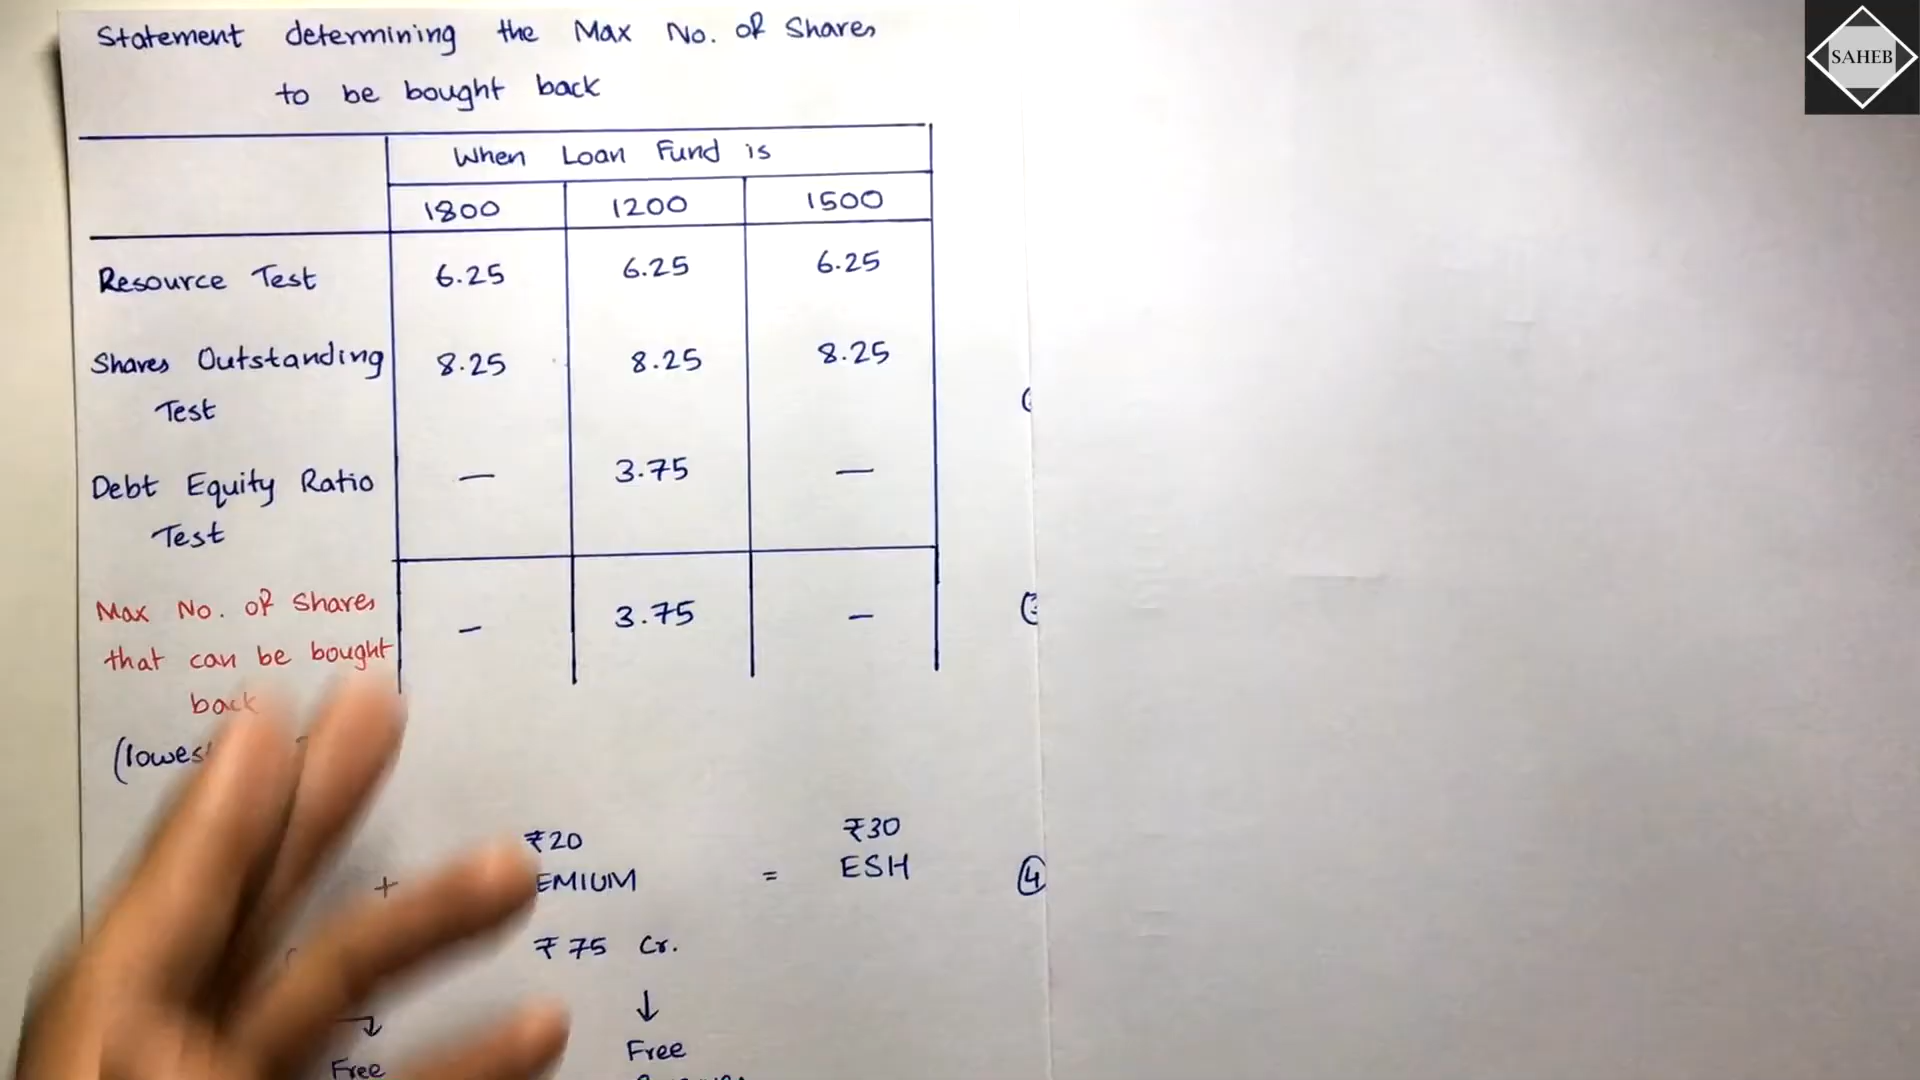 Statement determining the Max No. of Shares
to be bought back
When Loan Fund is
1800 1200 1500
Resource Test 6.25 6.25 6.25
Shares Outstanding 8.25 8.25 8.25
Test
Debt Equity Ratio — 3.75 —
Test
Max No. of Shares
that can be bought — 3.75 —
back
₹20 ₹30
+ = ESH 4
₹75 Cr.
↓
Free
Free
SAHEB